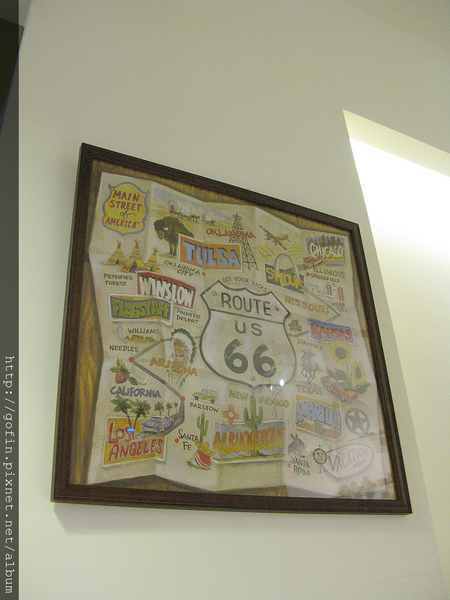 "MAIN
STREET
of
AMERICA"
OKLAHOMA
CHICAGO
TULSA
OKLAHOMA
CITY
ST. LOUIS
ILLINOIS
SPRINGFIELD
PETRIFIED
FOREST
WINSLOW
GET YOUR KICKS
MISSOURI
FLAGSTAFF
PAINTED
DESERT
ROUTE
US
66
WILLIAMS
KANSAS
NEEDLES
ARIZONA
TEXAS
CALIFORNIA
BARSTOW
NEW MEXICO
AMARILLO
LOS
ANGELES
SANTA
FE
ALBUQUERQUE
SANTA
ROSA
VACATION
http://gofin.pixnet.net/album